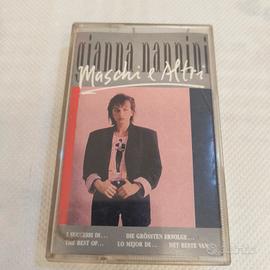 gianna nannini
Maschi e Altri
I SUCCESSI DI... DIE GRÖSSTEN ERFOLGE...
THE BEST OF... LO MEJOR DE... HET BESTE VAN...